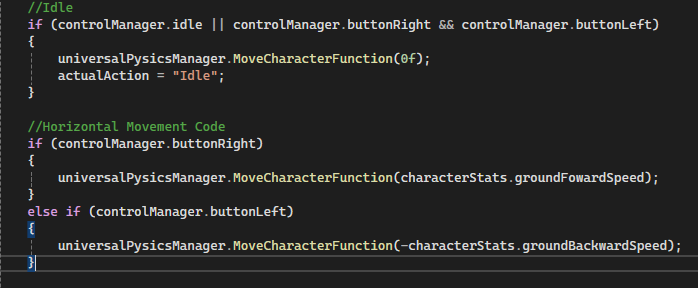 //Idle
if (controlManager.idle || controlManager.buttonRight && controlManager.buttonLeft)
{
    universalPysicsManager.MoveCharacterFunction(0f);
    actualAction = "Idle";
}

//Horizontal Movement Code
if (controlManager.buttonRight)
{
    universalPysicsManager.MoveCharacterFunction(characterStats.groundFowardSpeed);
}
else if (controlManager.buttonLeft)
{
    universalPysicsManager.MoveCharacterFunction(-characterStats.groundBackwardSpeed);
}